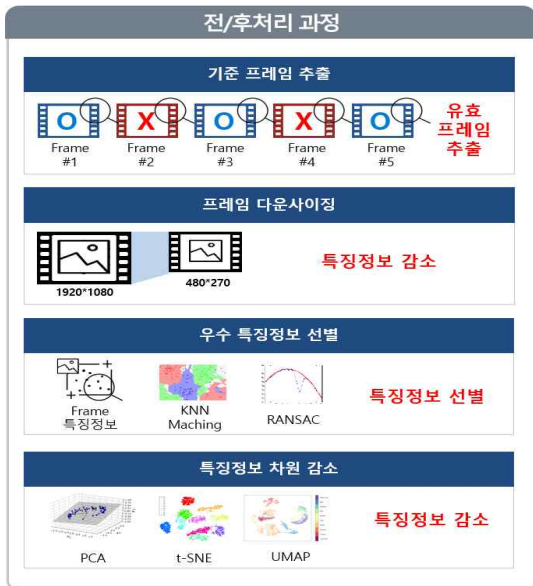 전/후처리 과정
기준 프레임 추출
O X O X O
Frame #1
Frame #2
Frame #3
Frame #4
Frame #5
유효
프레임
추출
프레임 다운사이징
1920*1080
480*270
특징정보 감소
우수 특징정보 선별
Frame
특징정보
KNN
Maching
RANSAC
특징정보 선별
특징정보 차원 감소
PCA
t-SNE
UMAP
특징정보 감소